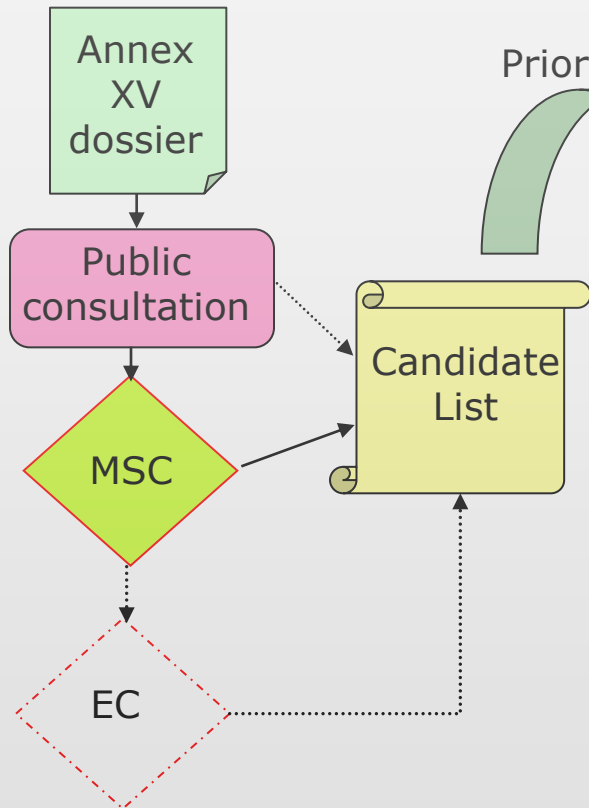 Annex
XV
dossier
Prior
Public
consultation
Candidate
List
MSC
EC